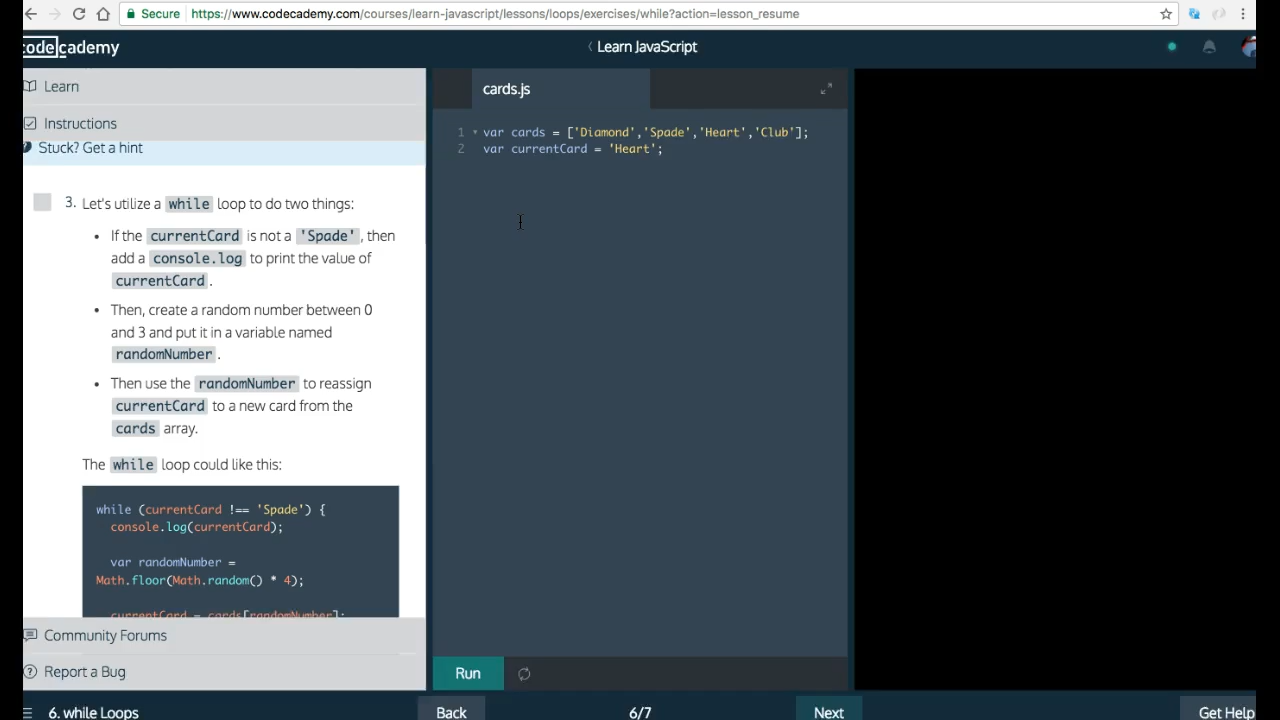 Secure https://www.codecademy.com/courses/learn-javascript/lessons/loops/exercises/while?action=lesson_resume
codecademy
Learn JavaScript
Learn
Instructions
Stuck? Get a hint
3. Let's utilize a while loop to do two things:
• If the currentCard is not a 'Spade', then
add a console.log to print the value of
currentCard.
• Then, create a random number between 0
and 3 and put it in a variable named
randomNumber.
• Then use the randomNumber to reassign
currentCard to a new card from the
cards array.
The while loop could like this:
while (currentCard !== 'Spade') {
console.log(currentCard);
var randomNumber =
Math.floor(Math.random() * 4);
currentCard = cards[randomNumber];
Community Forums
Report a Bug
cards.js
1 var cards = ['Diamond','Spade','Heart','Club'];
2 var currentCard = 'Heart';
Run
6. while Loops
Back
6/7
Next
Get Help